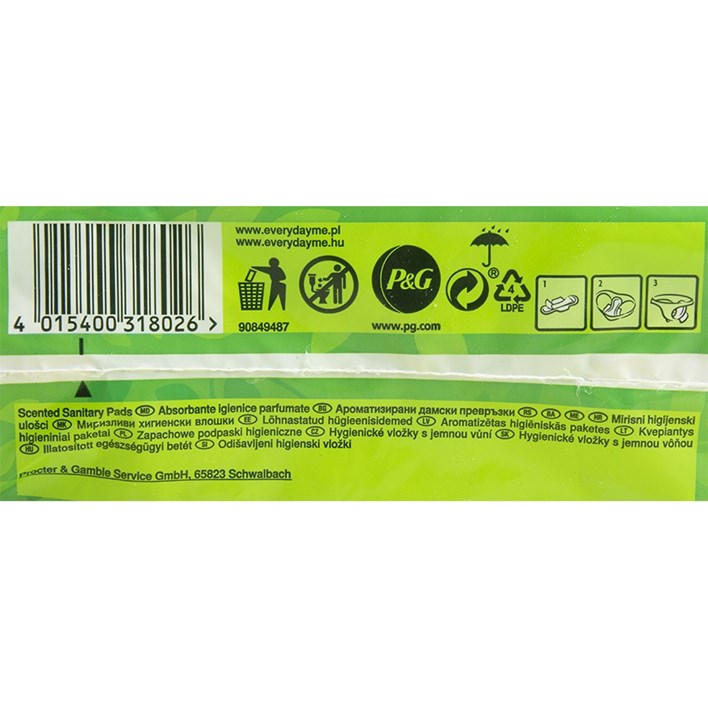 www.everydayme.pl
www.everydayme.hu
4 015400 318026 >
90849487
P&G
www.pg.com
®
4
LDPE
1
2
3
Scented Sanitary Pads MD Absorbante igienice parfumate BG Ароматизирани дамски превръзки RS BA ME HR Mirisni higijenski
ulošci MK Миризливи хигиенски влошки EE Lõhnastatud hügieenisidemed LV Aromatizētas higiēniskās paketes LT Kvepiantys
higieniniai paketai PL Zapachowe podpaski higieniczne CZ Hygienické vložky s jemnou vůní SK Hygienické vložky s jemnou vôňou
HU Illatosított egészségügyi betét SI Odišavljeni higienski vložki
Procter & Gamble Service GmbH, 65823 Schwalbach